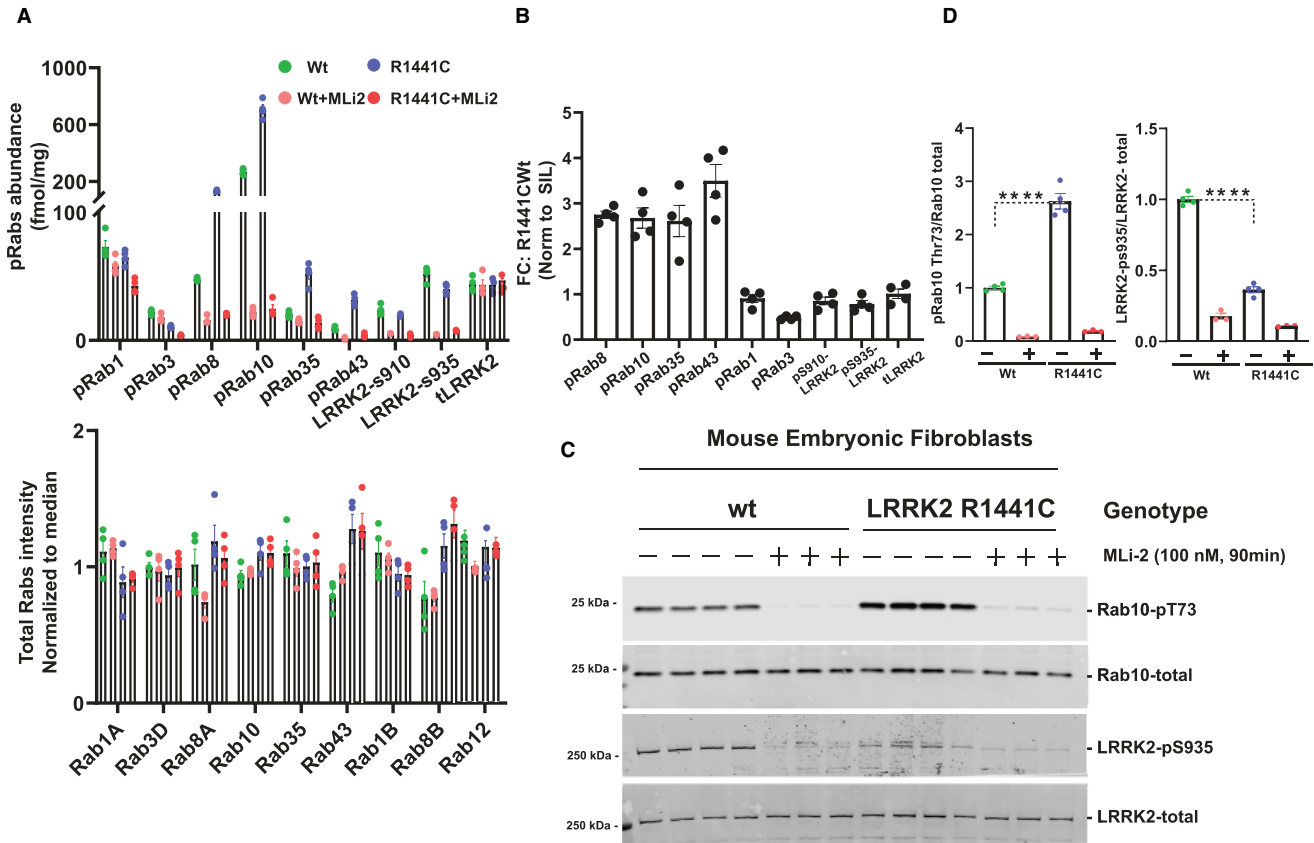 A
pRabs abundance
(fmol/mg)
1000
600
200
100
0
Wt
R1441C
Wt+MLi2
R1441C+MLi2
pRab1
pRab3
pRab8
pRab10
pRab35
pRab43
LRRK2-s910
LRRK2-s935
tLRRK2
Total Rabs intensity
Normalized to median
2
1
0
Rab1A
Rab3D
Rab8A
Rab10
Rab35
Rab43
Rab1B
Rab8B
Rab12
B
FC: R1441CWt
(Norm to SIL)
5
4
3
2
1
0
pRab8
pRab10
pRab35
pRab43
pRab1
pRab3
pS910-
LRRK2
pS935-
LRRK2
tLRRK2
D
pRab10 Thr73/Rab10 total
4
3
2
1
0
****
− + − +
Wt R1441C
LRRK2-ps935/LRRK2- total
1.5
1.0
0.5
0.0
****
− + − +
Wt R1441C
C
Mouse Embryonic Fibroblasts
wt LRRK2 R1441C Genotype
− − − − + + + − − − − + + + MLi-2 (100 nM, 90min)
25 kDa - - Rab10-pT73
25 kDa - - Rab10-total
250 kDa - - LRRK2-pS935
250 kDa - - LRRK2-total